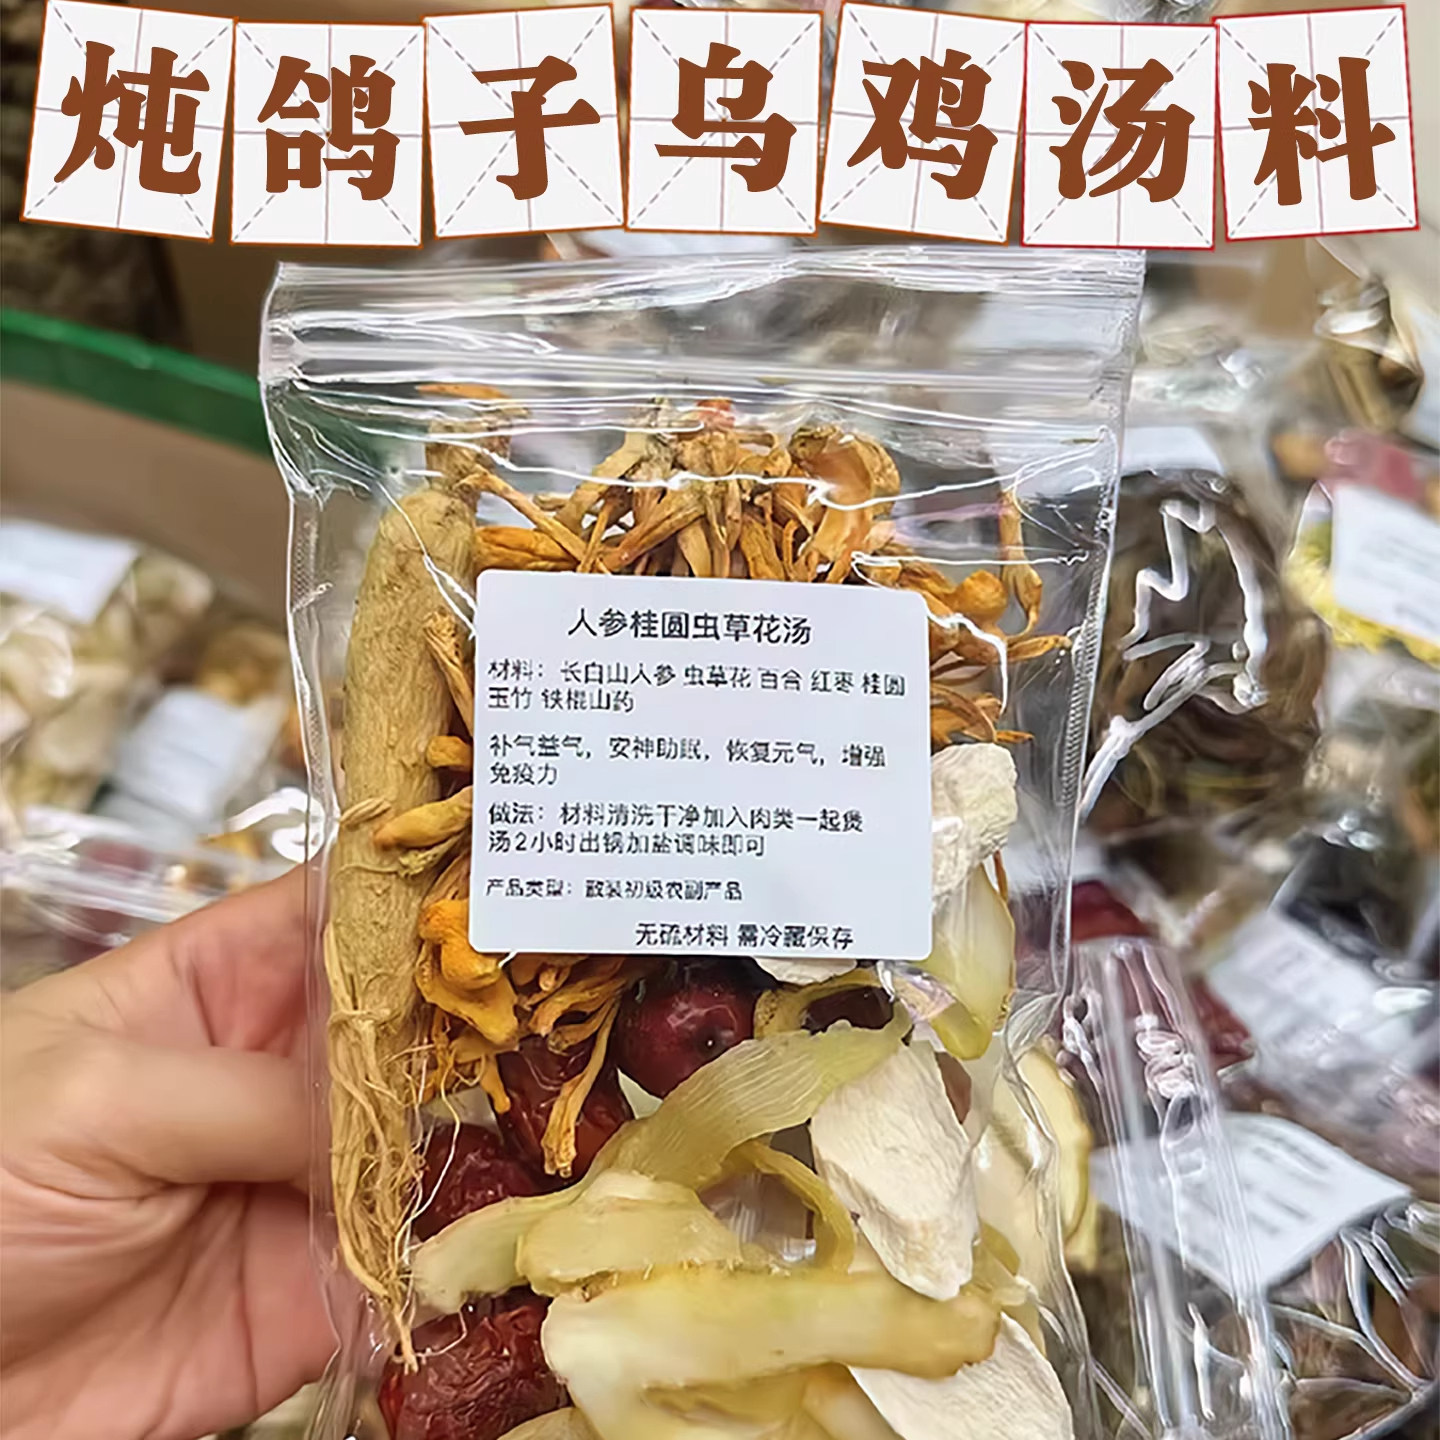 炖鸽子乌鸡汤料
人参桂圆虫草花汤
材料：长白山人参 虫草花 百合 红枣 桂圆
玉竹 铁棍山药
补气益气，安神助眠，恢复元气，增强
免疫力
做法：材料清洗干净加入肉类一起煲
汤2小时出锅加盐调味即可
产品类型：散装初级农副产品
无硫材料 需冷藏保存